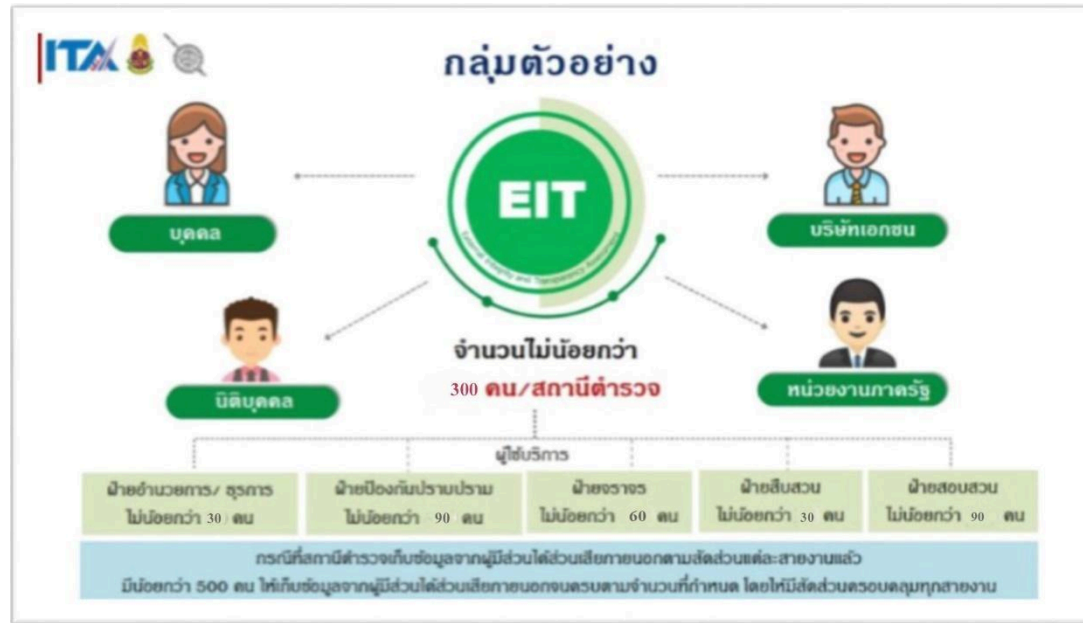 ITA
กลุ่มตัวอย่าง
EIT
External Integrity and Transparency Assessment
บุคคล
บริษัทเอกชน
นิติบุคคล
หน่วยงานภาครัฐ
จำนวนไม่น้อยกว่า
300 คน/สถานีตำรวจ
ผู้ใช้บริการ
ฝ่ายอำนวยการ/ ธุรการ
ไม่น้อยกว่า 30 คน
ฝ่ายป้องกันปราบปราม
ไม่น้อยกว่า 90 คน
ฝ่ายจราจร
ไม่น้อยกว่า 60 คน
ฝ่ายสืบสวน
ไม่น้อยกว่า 30 คน
ฝ่ายสอบสวน
ไม่น้อยกว่า 90 คน
กรณีที่สถานีตำรวจเก็บข้อมูลจากผู้มีส่วนได้ส่วนเสียภายนอกตามสัดส่วนแต่ละสายงานแล้ว
มีน้อยกว่า 500 คน ให้เก็บข้อมูลจากผู้มีส่วนได้ส่วนเสียภายนอกจนครบตามจำนวนที่กำหนด โดยให้มีสัดส่วนครอบคลุมทุกสายงาน